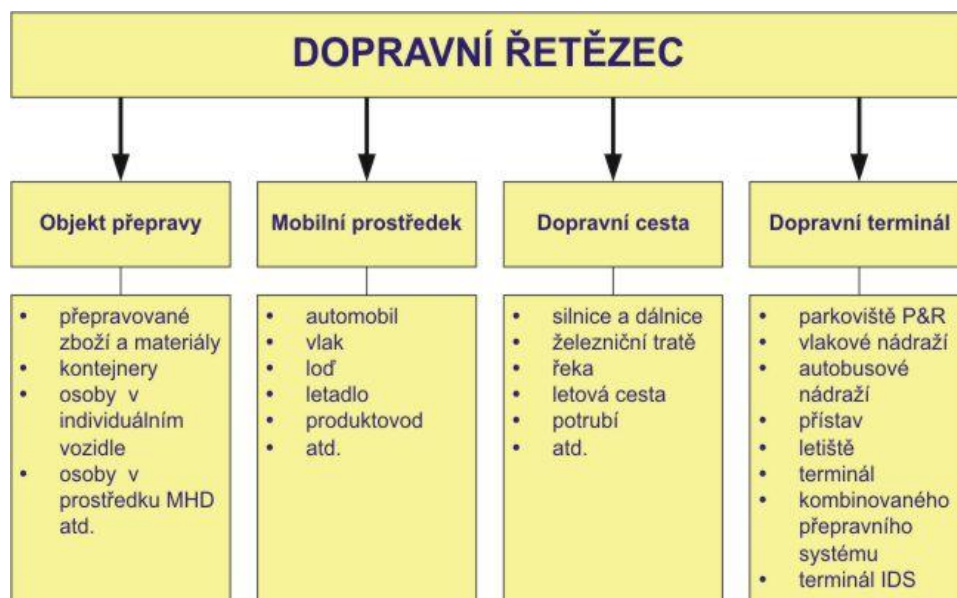 DOPRAVNÍ ŘETĚZEC
Objekt přepravy
Mobilní prostředek
Dopravní cesta
Dopravní terminál
• přepravované
zboží a materiály
• kontejnery
• osoby v
individuálním
vozidle
• osoby v
prostředku MHD
atd.
• automobil
• vlak
• loď
• letadlo
• produktovod
• atd.
• silnice a dálnice
• železniční tratě
• řeka
• letová cesta
• potrubí
• atd.
• parkoviště P&R
• vlakové nádraží
• autobusové
nádraží
• přístav
• letiště
• terminál
• kombinovaného
přepravního
systému
• terminál IDS